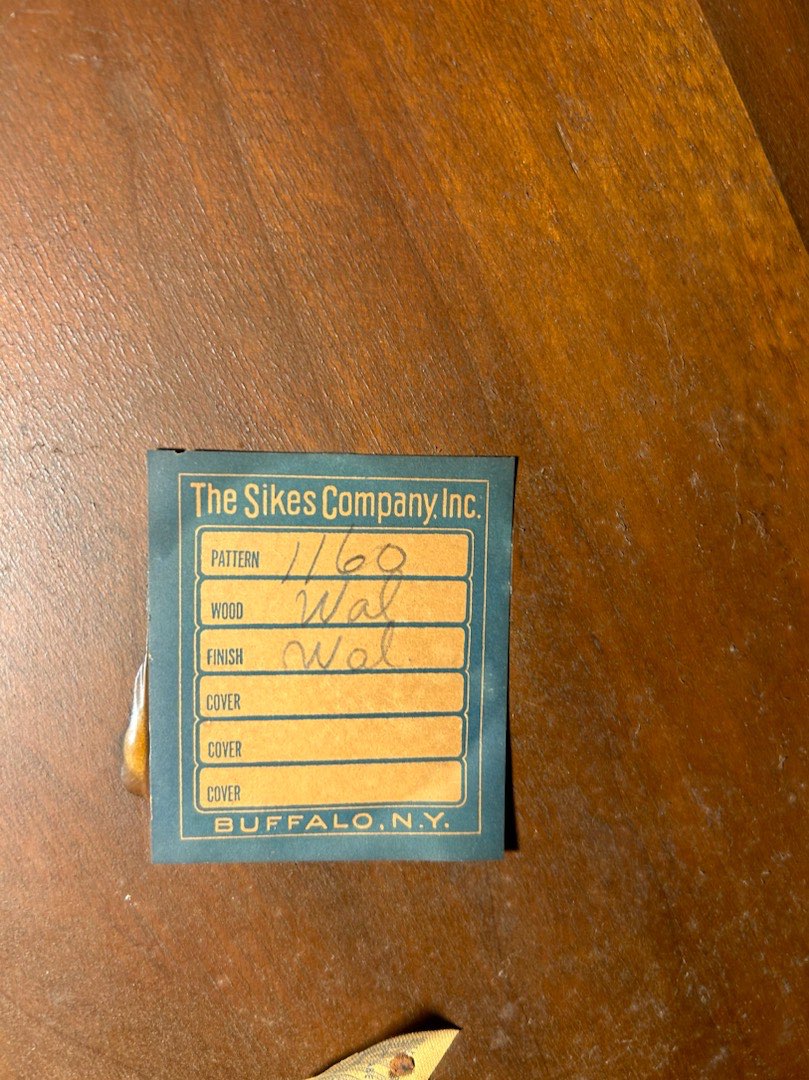 The Sikes Company, Inc.
PATTERN 1160
WOOD Wal
FINISH Wal
COVER
COVER
COVER
BUFFALO, N.Y.